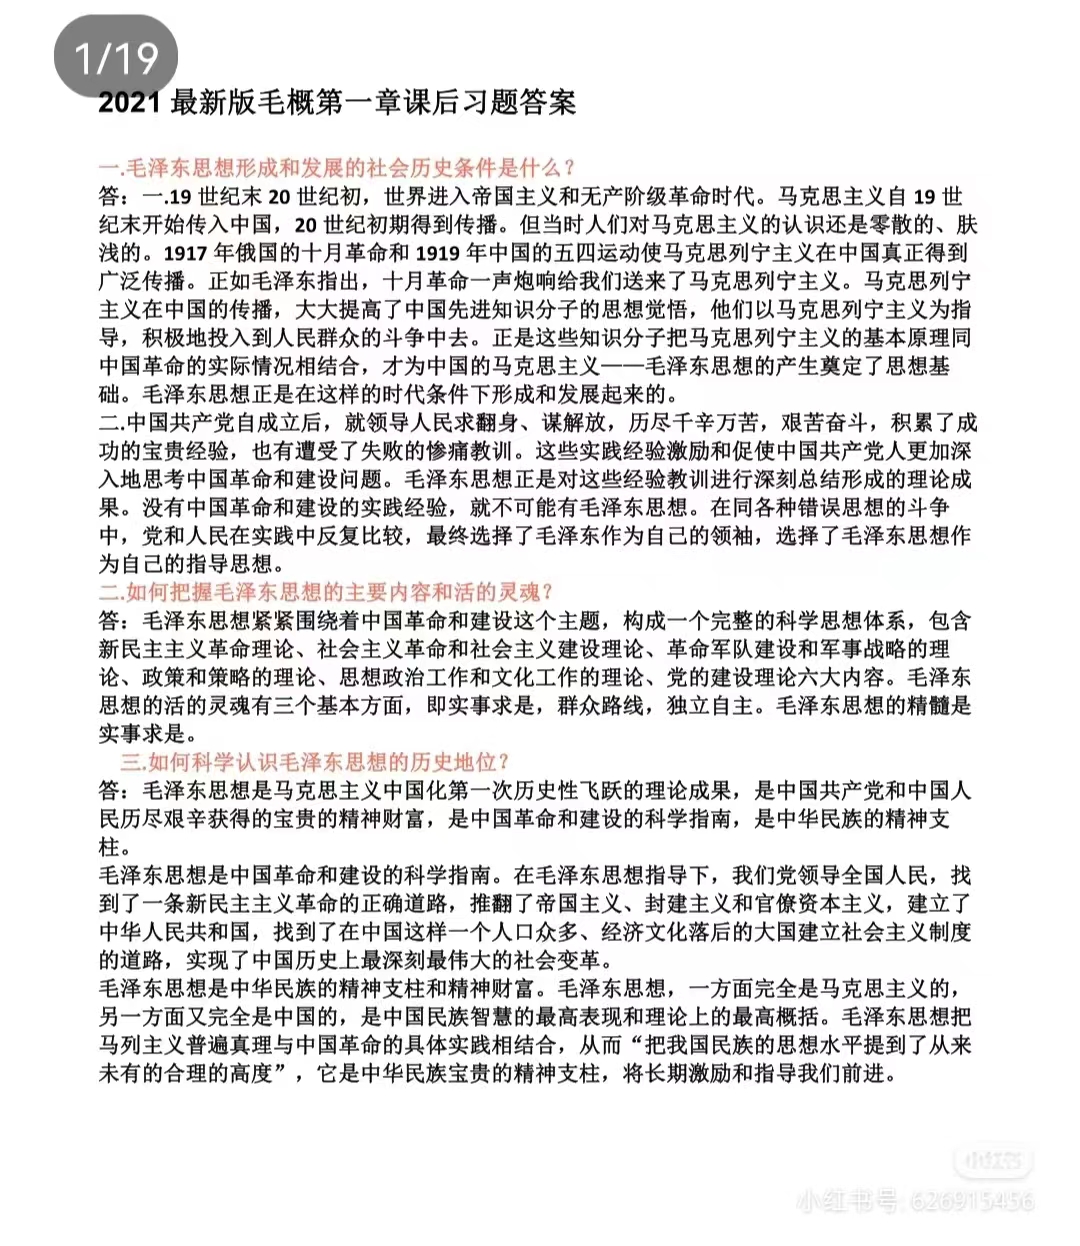 1/19
2021最新版毛概第一章课后习题答案
一.毛泽东思想形成和发展的社会历史条件是什么？
答：一.19 世纪末 20 世纪初，世界进入帝国主义和无产阶级革命时代。马克思主义自 19 世
纪末开始传入中国，20 世纪初期得到传播。但当时人们对马克思主义的认识还是零散的、肤
浅的。1917 年俄国的十月革命和 1919 年中国的五四运动使马克思列宁主义在中国真正得到
广泛传播。正如毛泽东指出，十月革命一声炮响给我们送来了马克思列宁主义。马克思列宁
主义在中国的传播，大大提高了中国先进知识分子的思想觉悟，他们以马克思列宁主义为指
导，积极地投入到人民群众的斗争中去。正是这些知识分子把马克思列宁主义的基本原理同
中国革命的实际情况相结合，才为中国的马克思主义——毛泽东思想的产生奠定了思想基
础。毛泽东思想正是在这样的时代条件下形成和发展起来的。
二.中国共产党自成立后，就领导人民求翻身、谋解放，历尽千辛万苦，艰苦奋斗，积累了成
功的宝贵经验，也有遭受了失败的惨痛教训。这些实践经验激励和促使中国共产党人更加深
入地思考中国革命和建设问题。毛泽东思想正是对这些经验教训进行深刻总结形成的理论成
果。没有中国革命和建设的实践经验，就不可能有毛泽东思想。在同各种错误思想的斗争
中，党和人民在实践中反复比较，最终选择了毛泽东作为自己的领袖，选择了毛泽东思想作
为自己的指导思想。
二.如何把握毛泽东思想的主要内容和活的灵魂？
答：毛泽东思想紧紧围绕着中国革命和建设这个主题，构成一个完整的科学思想体系，包含
新民主主义革命理论、社会主义革命和社会主义建设理论、革命军队建设和军事战略的理
论、政策和策略的理论、思想政治工作和文化工作的理论、党的建设理论六大内容。毛泽东
思想的活的灵魂有三个基本方面，即实事求是，群众路线，独立自主。毛泽东思想的精髓是
实事求是。
三.如何科学认识毛泽东思想的历史地位？
答：毛泽东思想是马克思主义中国化第一次历史性飞跃的理论成果，是中国共产党和中国人
民历尽艰辛获得的宝贵的精神财富，是中国革命和建设的科学指南，是中华民族的精神支
柱。
毛泽东思想是中国革命和建设的科学指南。在毛泽东思想指导下，我们党领导全国人民，找
到了一条新民主主义革命的正确道路，推翻了帝国主义、封建主义和官僚资本主义，建立了
中华人民共和国，找到了在中国这样一个人口众多、经济文化落后的大国建立社会主义制度
的道路，实现了中国历史上最深刻最伟大的社会变革。
毛泽东思想是中华民族的精神支柱和精神财富。毛泽东思想，一方面完全是马克思主义的，
另一方面又完全是中国的，是中国民族智慧的最高表现和理论上的最高概括。毛泽东思想把
马列主义普遍真理与中国革命的具体实践相结合，从而“把我国民族的思想水平提到了从来
未有的合理的高度”，它是中华民族宝贵的精神支柱，将长期激励和指导我们前进。
小红书
小红书号: 626915456